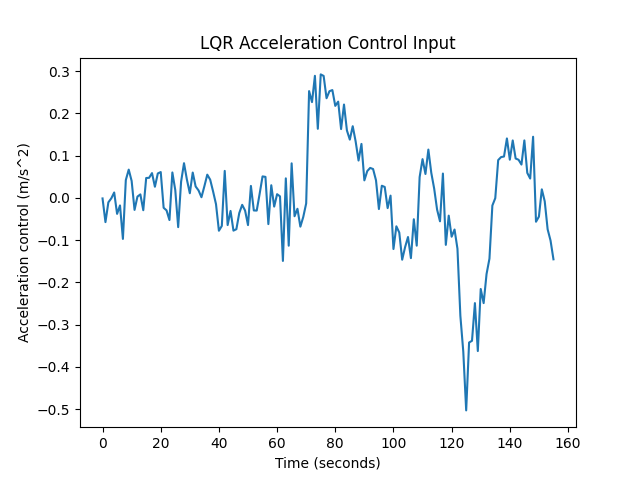 LQR Acceleration Control Input
Acceleration control (m/s^2)
0.3
0.2
0.1
0.0
−0.1
−0.2
−0.3
−0.4
−0.5
0 20 40 60 80 100 120 140 160
Time (seconds)